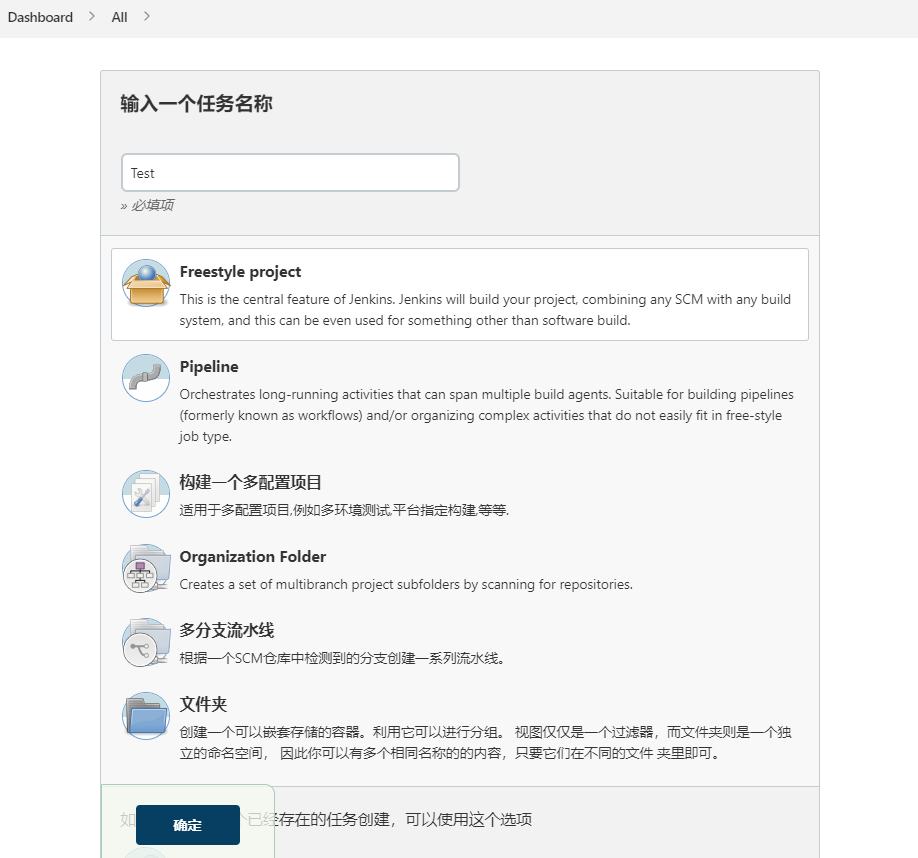 Dashboard > All >
输入一个任务名称
Test
» 必填项
Freestyle project
This is the central feature of Jenkins. Jenkins will build your project, combining any SCM with any build
system, and this can be even used for something other than software build.
Pipeline
Orchestrates long-running activities that can span multiple build agents. Suitable for building pipelines
(formerly known as workflows) and/or organizing complex activities that do not easily fit in free-style
job type.
构建一个多配置项目
适用于多配置项目,例如多环境测试,平台指定构建,等等.
Organization Folder
Creates a set of multibranch project subfolders by scanning for repositories.
多分支流水线
根据一个SCM仓库中检测到的分支创建一系列流水线。
文件夹
创建一个可以嵌套存储的容器。利用它可以进行分组。 视图仅仅是一个过滤器，而文件夹则是一个独
立的命名空间， 因此你可以有多个相同名称的的内容，只要它们在不同的文件 夹里即可。
如 个已经存在的任务创建，可以使用这个选项
确定